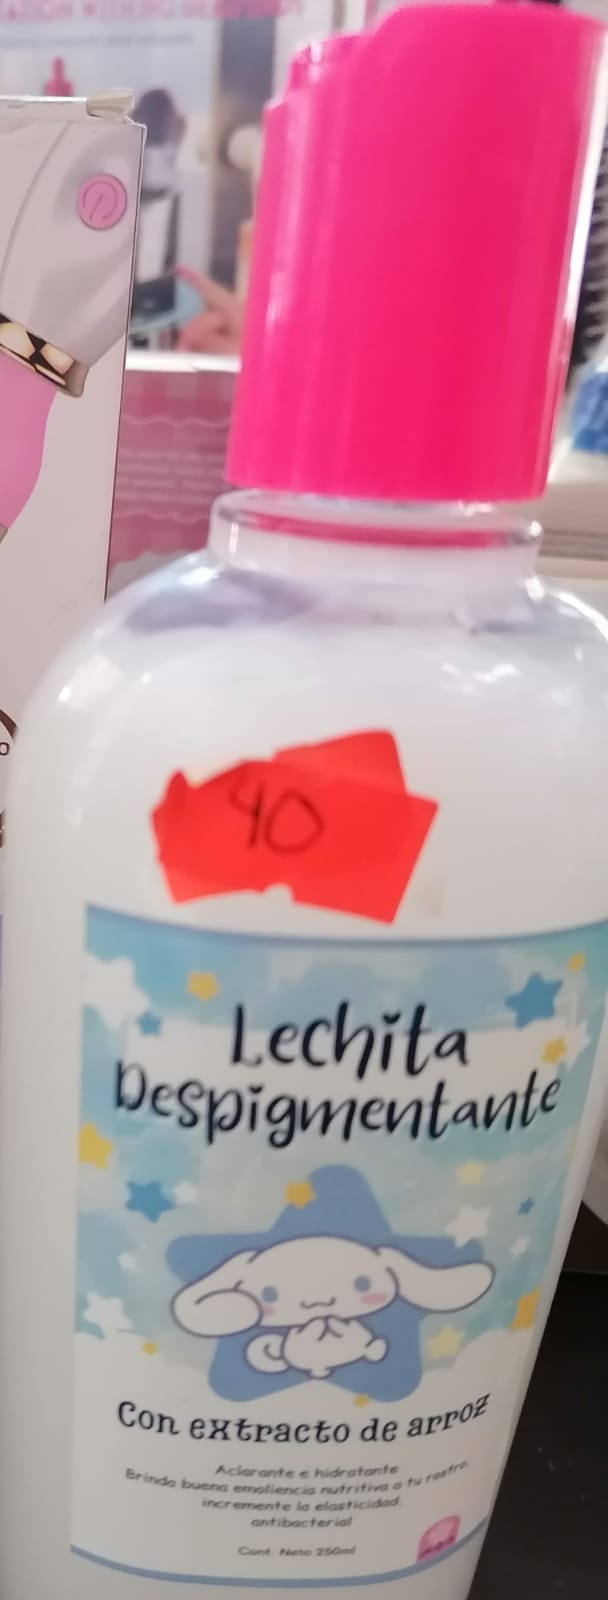 40
Lechita
Despigmentante
Con extracto de arroz
Aclarante e hidratante
Brinda buena emoliencia nutritiva a tu rostro.
incremente la elasticidad.
antibacterial
Cont. Neto 250ml